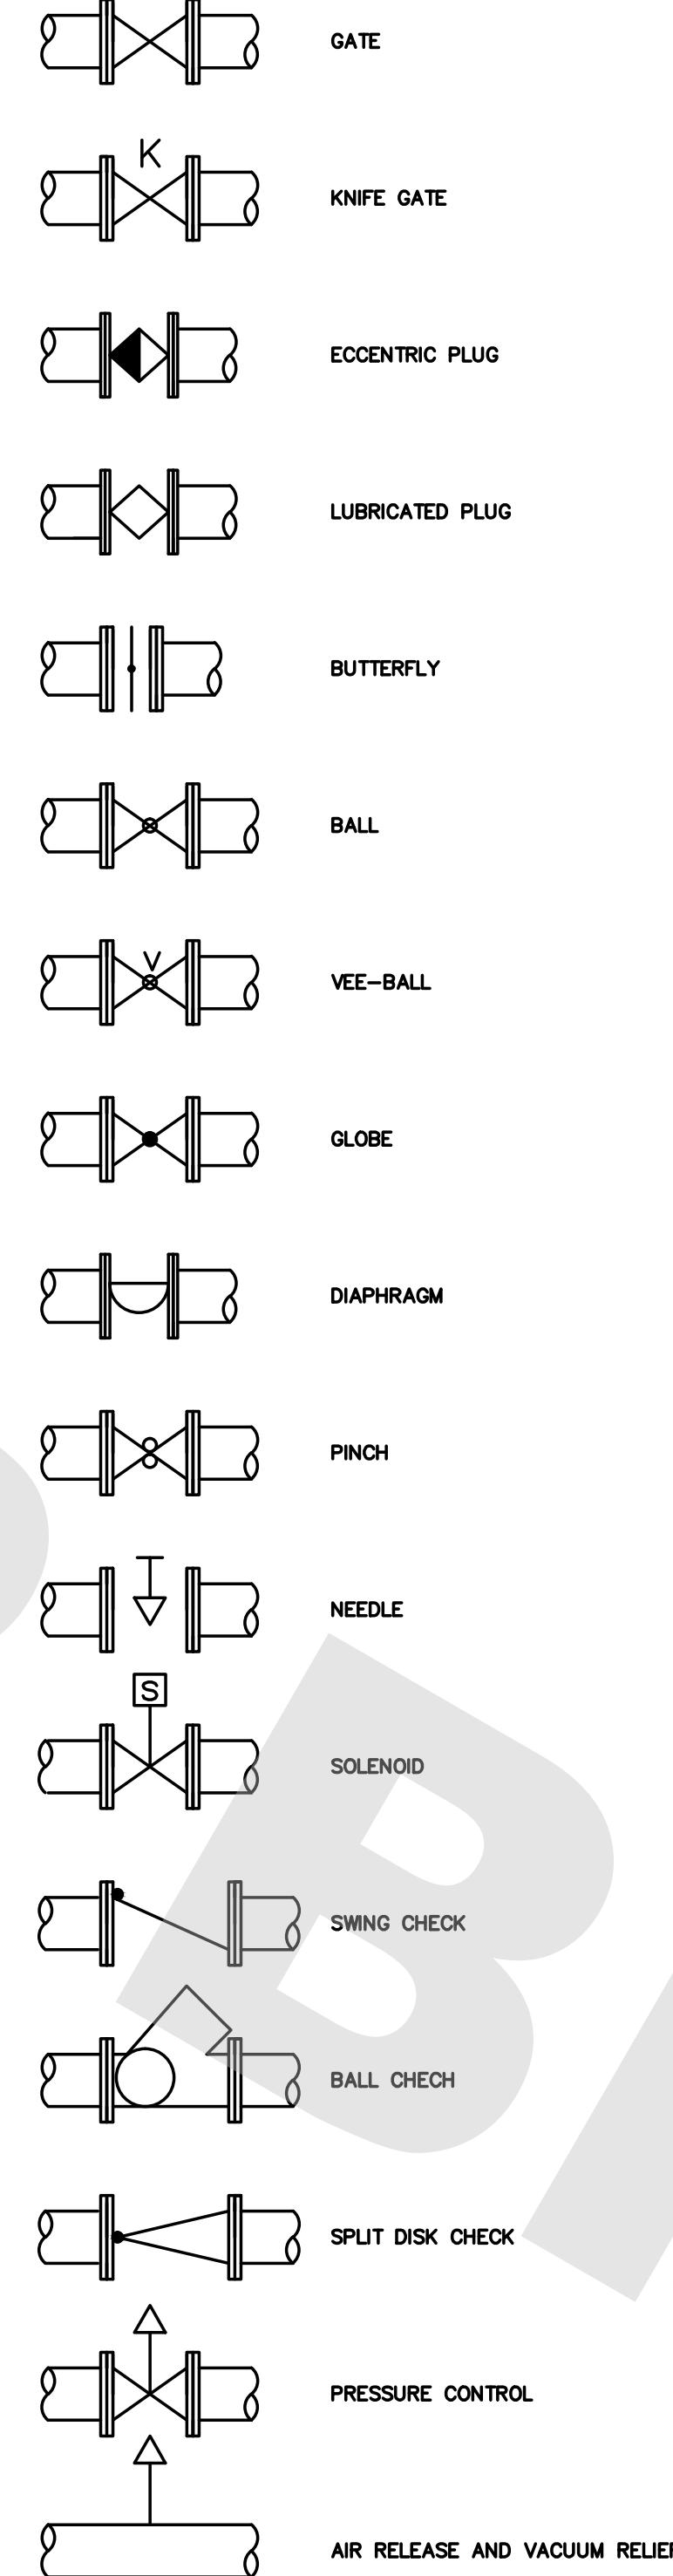 GATE
K
KNIFE GATE
ECCENTRIC PLUG
LUBRICATED PLUG
BUTTERFLY
BALL
V
VEE-BALL
GLOBE
DIAPHRAGM
PINCH
NEEDLE
S
SOLENOID
SWING CHECK
BALL CHECH
SPLIT DISK CHECK
PRESSURE CONTROL
AIR RELEASE AND VACUUM RELIEF